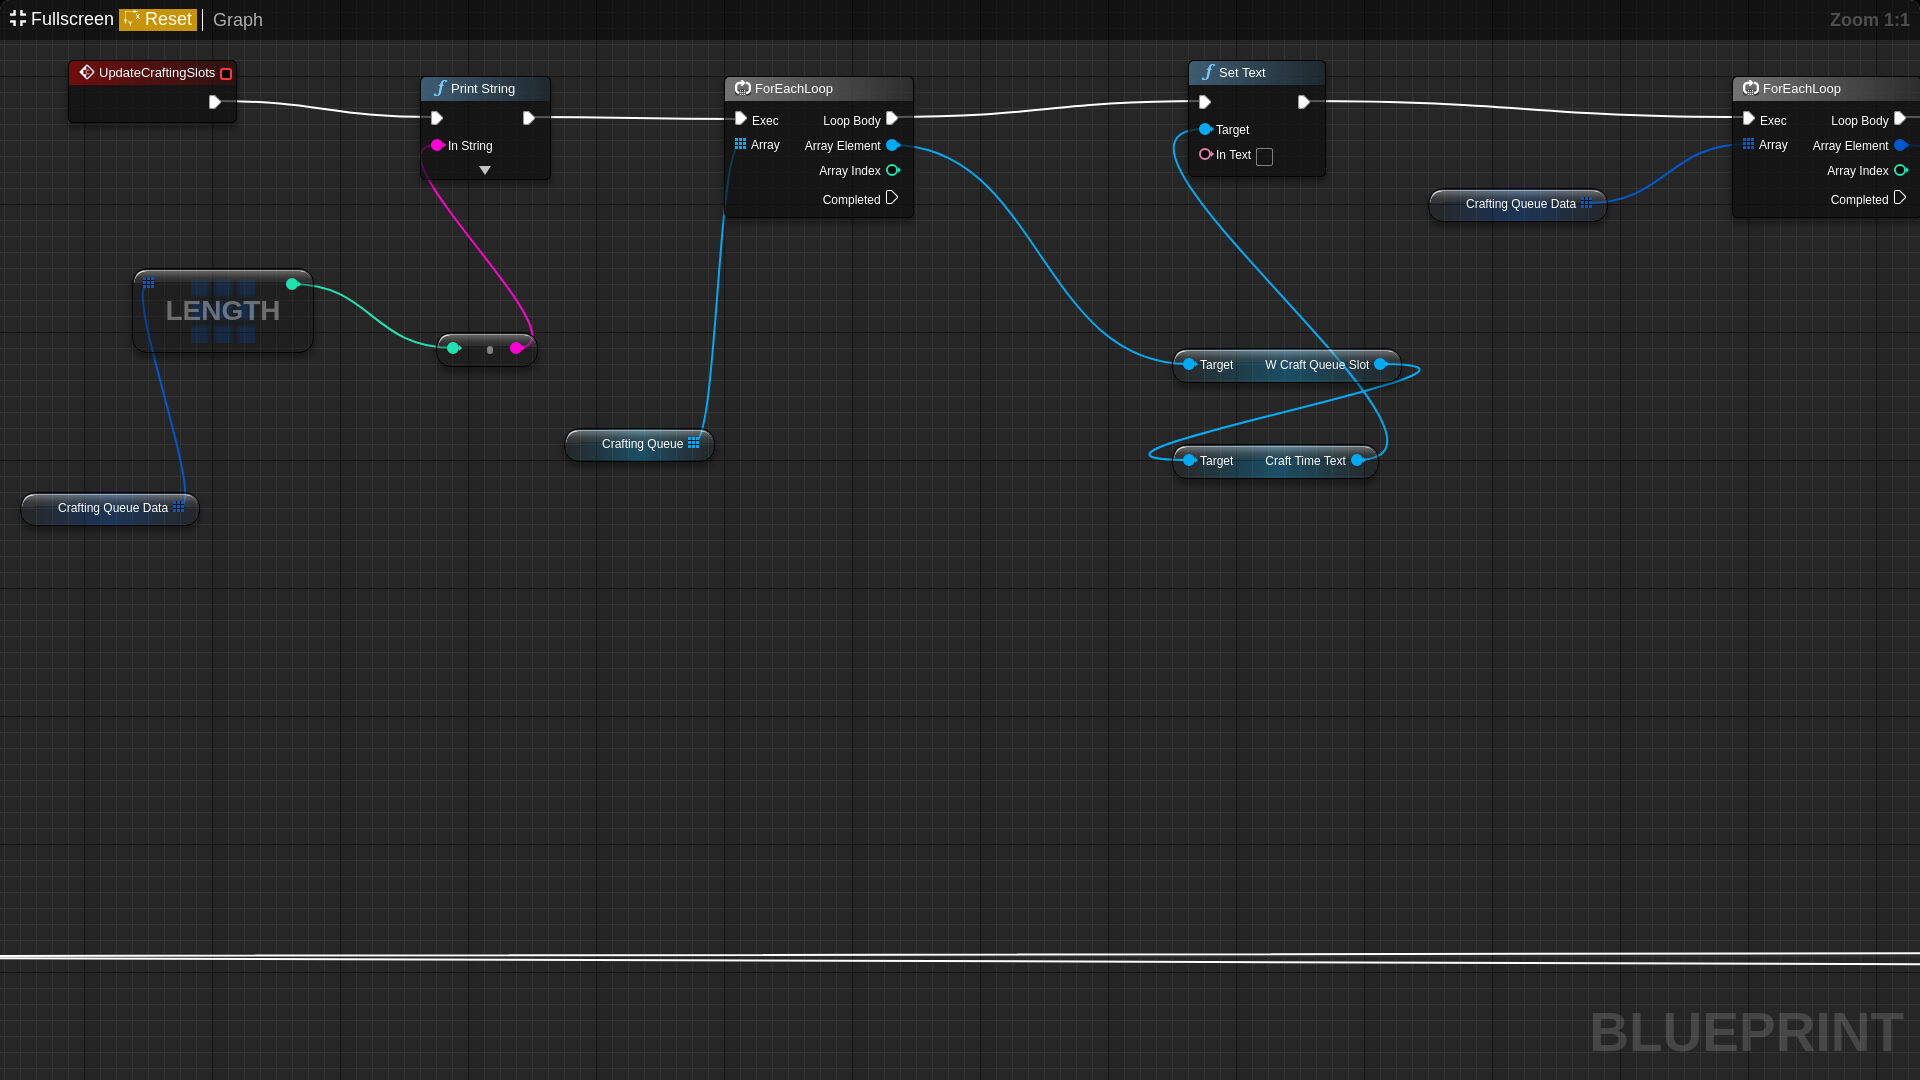 Fullscreen Reset Graph
Zoom 1:1
UpdateCraftingSlots
Print String
In String
ForEachLoop
Exec Loop Body
Array Array Element
Array Index
Completed
Set Text
Target
In Text
ForEachLoop
Exec Loop Body
Array Array Element
Array Index
Completed
Crafting Queue Data
LENGTH
Target W Craft Queue Slot
Crafting Queue
Target Craft Time Text
Crafting Queue Data
BLUEPRINT